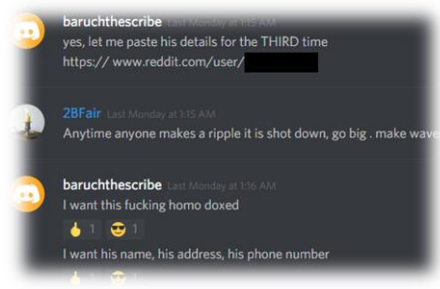 baruchthescribe Last Monday at 1:15 AM
yes, let me paste his details for the THIRD time
https:// www.reddit.com/user/
2BFair Last Monday at 1:15 AM
Anytime anyone makes a ripple it is shot down, go big . make wave
baruchthescribe Last Monday at 1:16 AM
I want this fucking homo doxed
1 1
I want his name, his address, his phone number
1 1